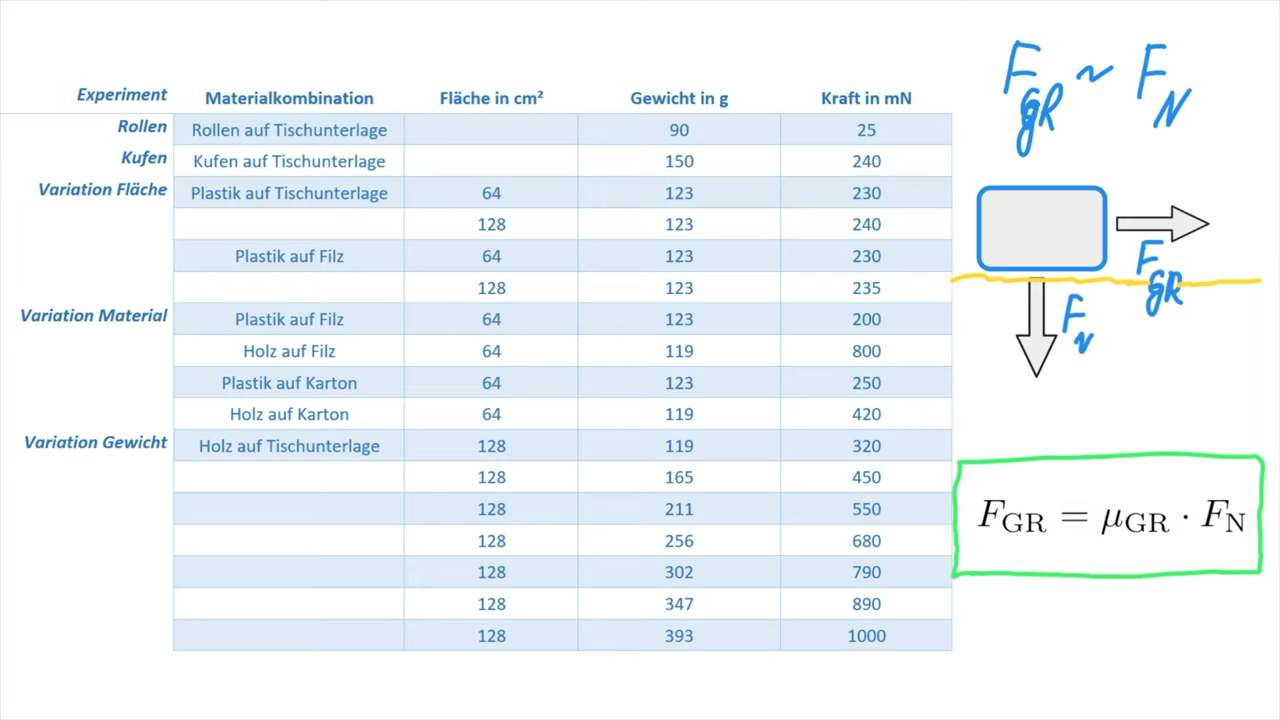 Experiment Materialkombination Fläche in cm² Gewicht in g Kraft in mN
Rollen Rollen auf Tischunterlage 90 25
Kufen Kufen auf Tischunterlage 150 240
Variation Fläche Plastik auf Tischunterlage 64 123 230
128 123 240
Plastik auf Filz 64 123 230
128 123 235
Variation Material Plastik auf Filz 64 123 200
Holz auf Filz 64 119 800
Plastik auf Karton 64 123 250
Holz auf Karton 64 119 420
Variation Gewicht Holz auf Tischunterlage 128 119 320
128 165 450
128 211 550
128 256 680
128 302 790
128 347 890
128 393 1000
F_GR ~ F_N
F_GR
F_N
F_GR = μ_GR · F_N